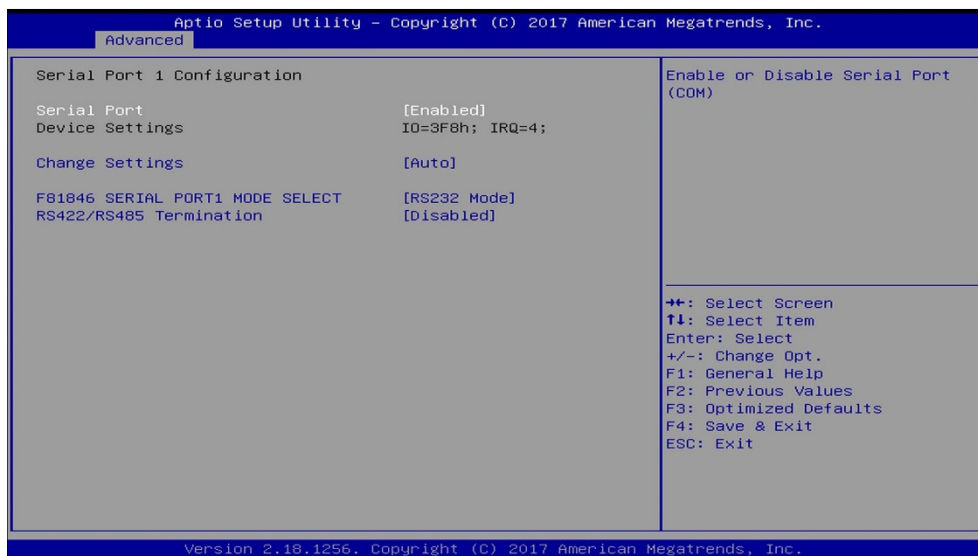 Aptio Setup Utility – Copyright (C) 2017 American Megatrends, Inc.
Advanced
Serial Port 1 Configuration
Serial Port [Enabled]
Device Settings IO=3F8h; IRQ=4;
Change Settings [Auto]
F81846 SERIAL PORT1 MODE SELECT [RS232 Mode]
RS422/RS485 Termination [Disabled]
Enable or Disable Serial Port
(COM)
→←: Select Screen
↑↓: Select Item
Enter: Select
+/-: Change Opt.
F1: General Help
F2: Previous Values
F3: Optimized Defaults
F4: Save & Exit
ESC: Exit
Version 2.18.1256. Copyright (C) 2017 American Megatrends, Inc.